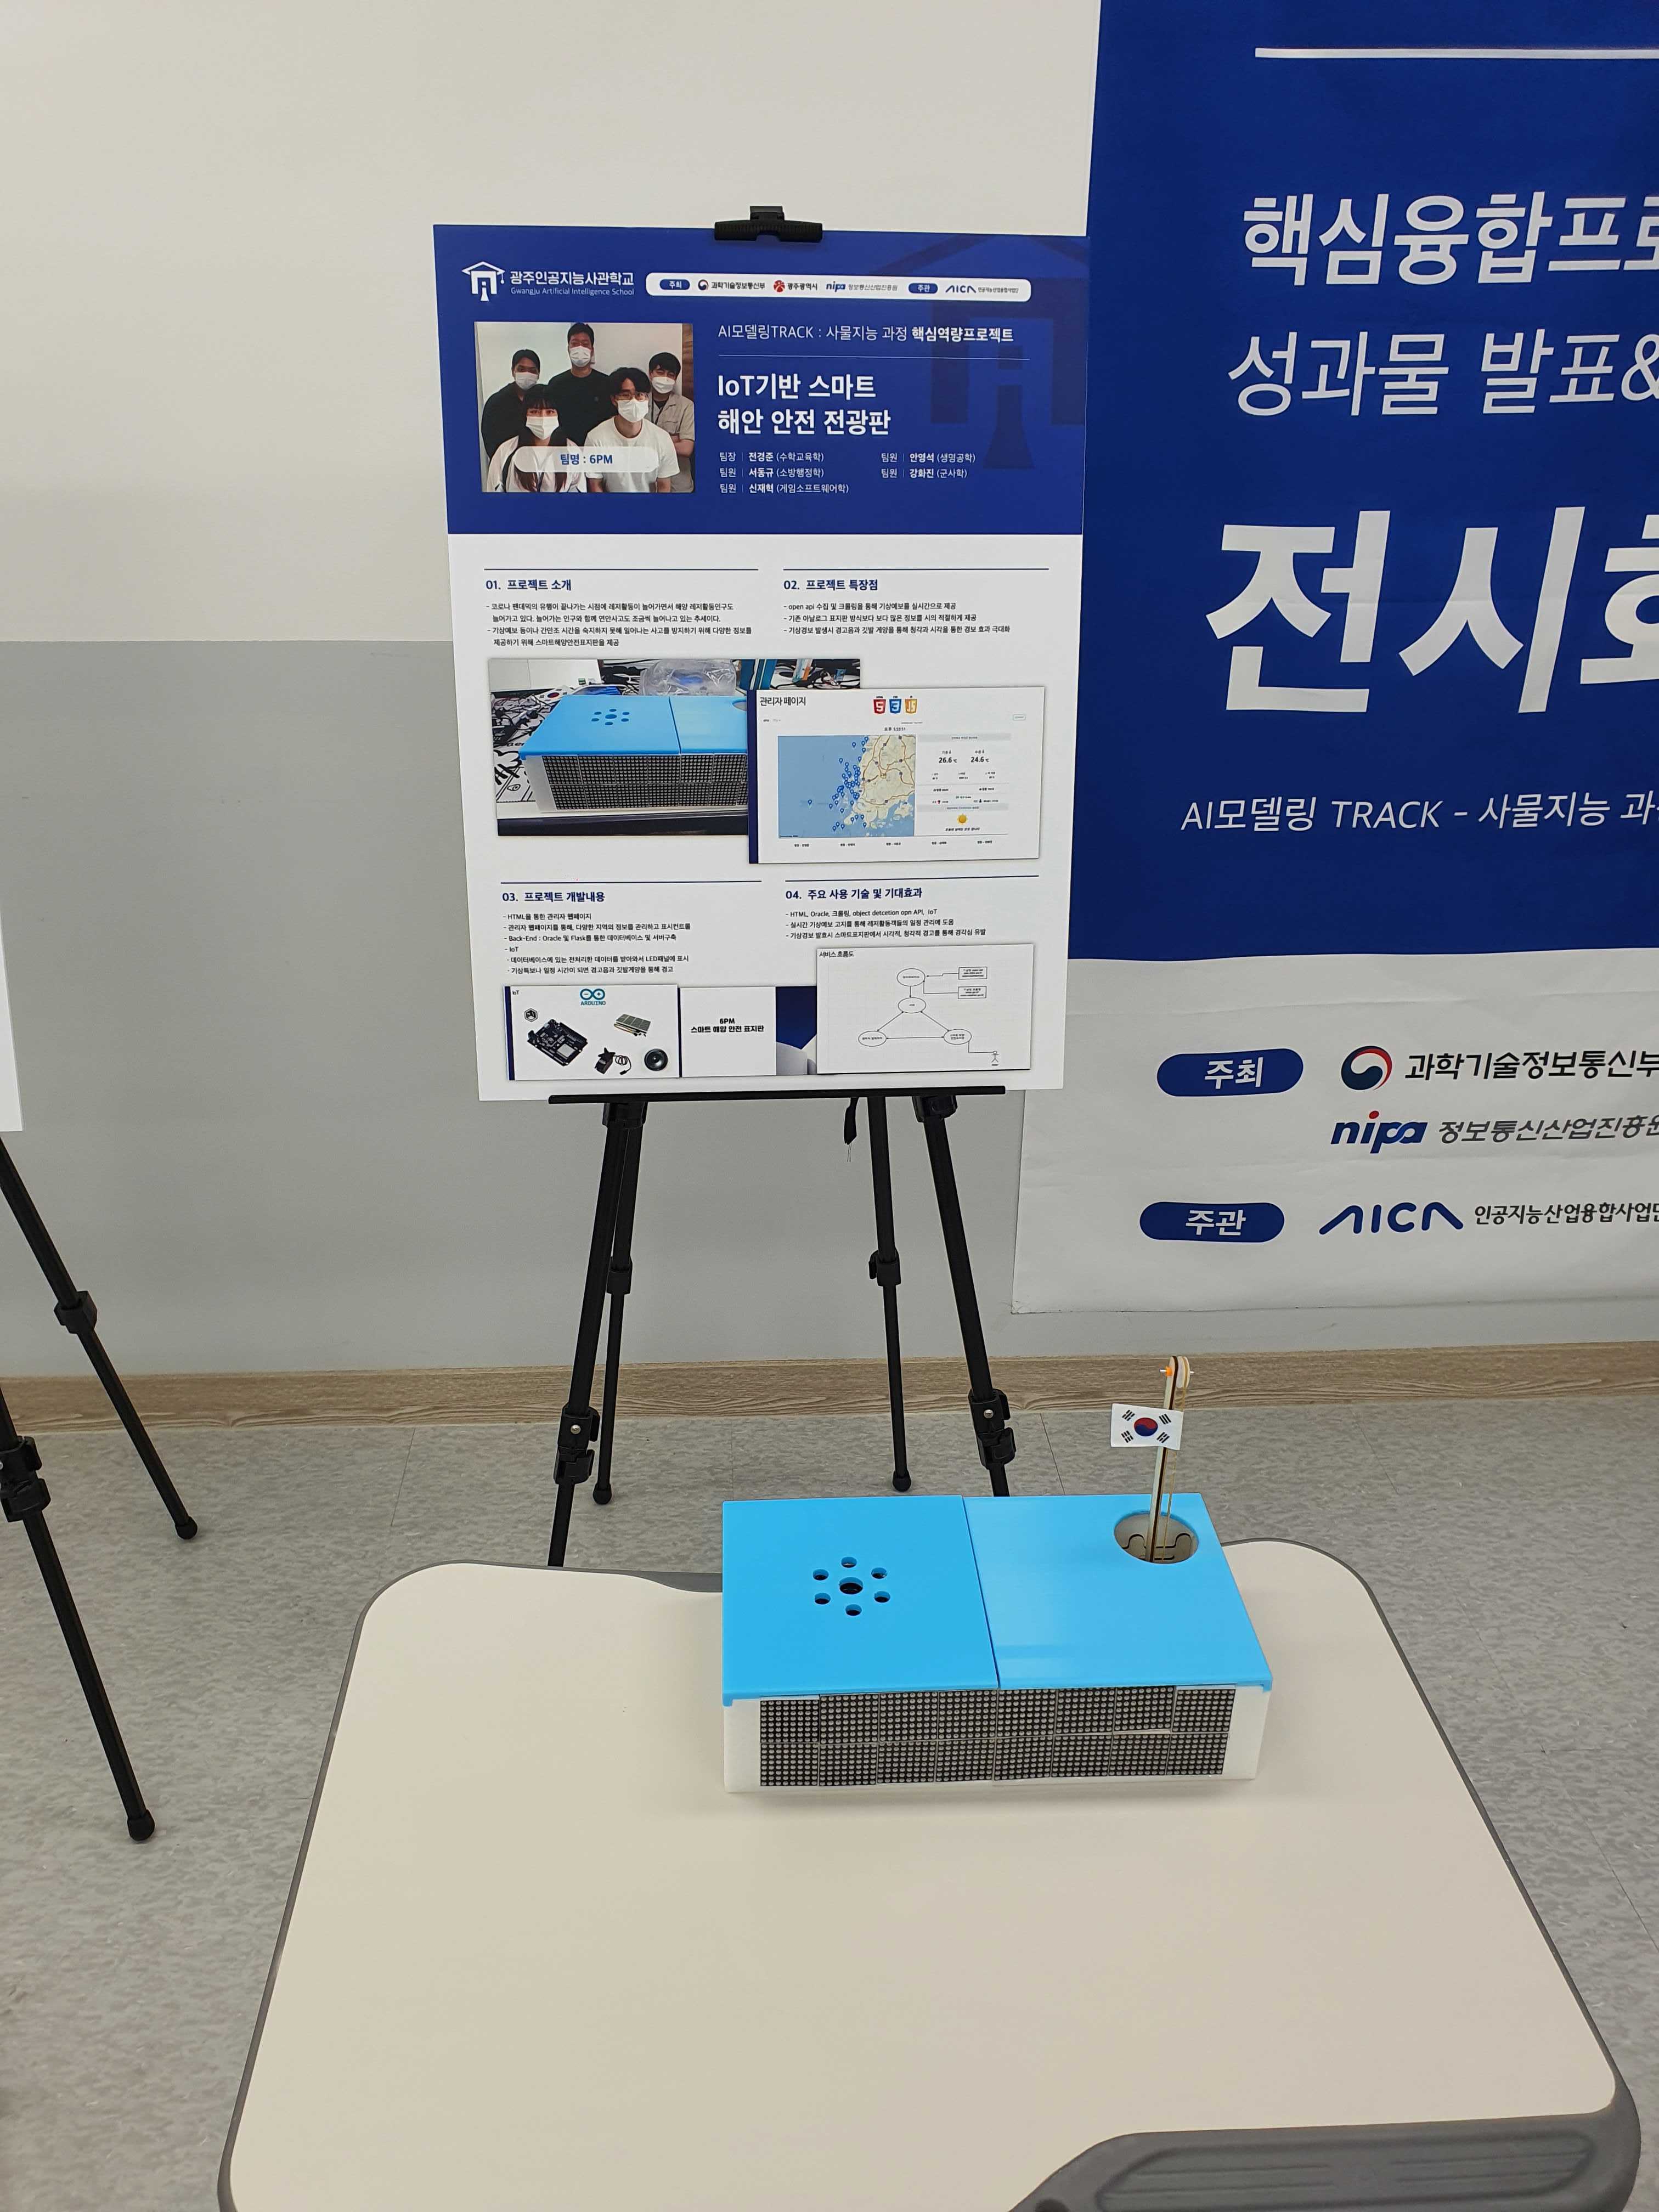 광주인공지능사관학교
Gwangju Artificial Intelligence School
주최 과학기술정보통신부 광주광역시 nipa 정보통신산업진흥원 주관 AICA 인공지능산업융합사업단
AI모델링TRACK : 사물지능 과정 핵심역량프로젝트
IoT기반 스마트
해안 안전 전광판
팀명 : 6PM
팀장 전경준 (수학교육학) 팀원 안영석 (생명공학)
팀원 서동규 (소방행정학) 팀원 강화진 (군사학)
팀원 신재혁 (게임소프트웨어학)
01. 프로젝트 소개
- 코로나 팬데믹의 유행이 끝나가는 시점에 레저활동이 늘어가면서 해양 레저활동인구도
늘어가고 있다. 늘어가는 인구와 함께 연안사고도 조금씩 늘어나고 있는 추세이다.
- 기상예보 등이나 간만조 시간을 숙지하지 못해 일어나는 사고를 방지하기 위해 다양한 정보를
제공하기 위해 스마트해양안전표지판을 제공
02. 프로젝트 특장점
- open api 수집 및 크롤링을 통해 기상예보를 실시간으로 제공
- 기존 아날로그 표지판 방식보다 보다 많은 정보를 시의 적절하게 제공
- 기상경보 발생시 경고음과 깃발 게양을 통해 청각과 시각을 통한 경보 효과 극대화
관리자 페이지
26.6 ℃ 24.6 ℃
03. 프로젝트 개발내용
- HTML을 통한 관리자 웹페이지
- 관리자 웹페이지를 통해, 다양한 지역의 정보를 관리하고 표시컨트롤
- Back-End : Oracle 및 Flask를 통한 데이터베이스 및 서버구축
- IoT
· 데이터베이스에 있는 전처리한 데이터를 받아와서 LED패널에 표시
· 기상특보나 일정 시간이 되면 경고음과 깃발게양을 통해 경고
04. 주요 사용 기술 및 기대효과
- HTML, Oracle, 크롤링, object detcetion opn API, IoT
- 실시간 기상예보 고지를 통해 레저활동객들의 일정 관리에 도움
- 기상경보 발효시 스마트표지판에서 시각적, 청각적 경고를 통해 경각심 유발
IoT
ARDUINO
6PM
스마트 해양 안전 표지판
서비스 흐름도
핵심융합프로
성과물 발표&
전시회
AI모델링 TRACK - 사물지능 과
주최 과학기술정보통신부
nipa 정보통신산업진흥원
주관 AICA 인공지능산업융합사업단